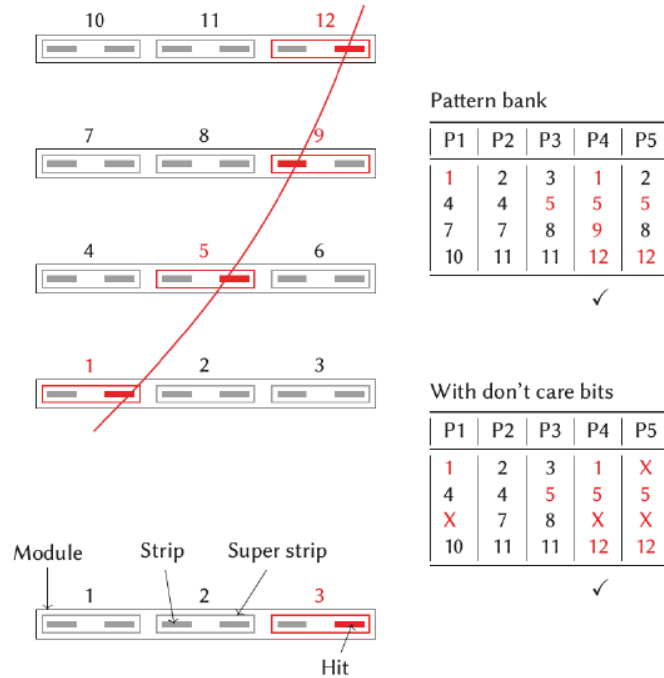 10 11 12
7 8 9
4 5 6
1 2 3
Module Strip Super strip
1 2 3
Hit
Pattern bank
P1 P2 P3 P4 P5
1 2 3 1 2
4 4 5 5 5
7 7 8 9 8
10 11 11 12 12
✓
With don't care bits
P1 P2 P3 P4 P5
1 2 3 1 X
4 4 5 5 5
X 7 8 X X
10 11 11 12 12
✓